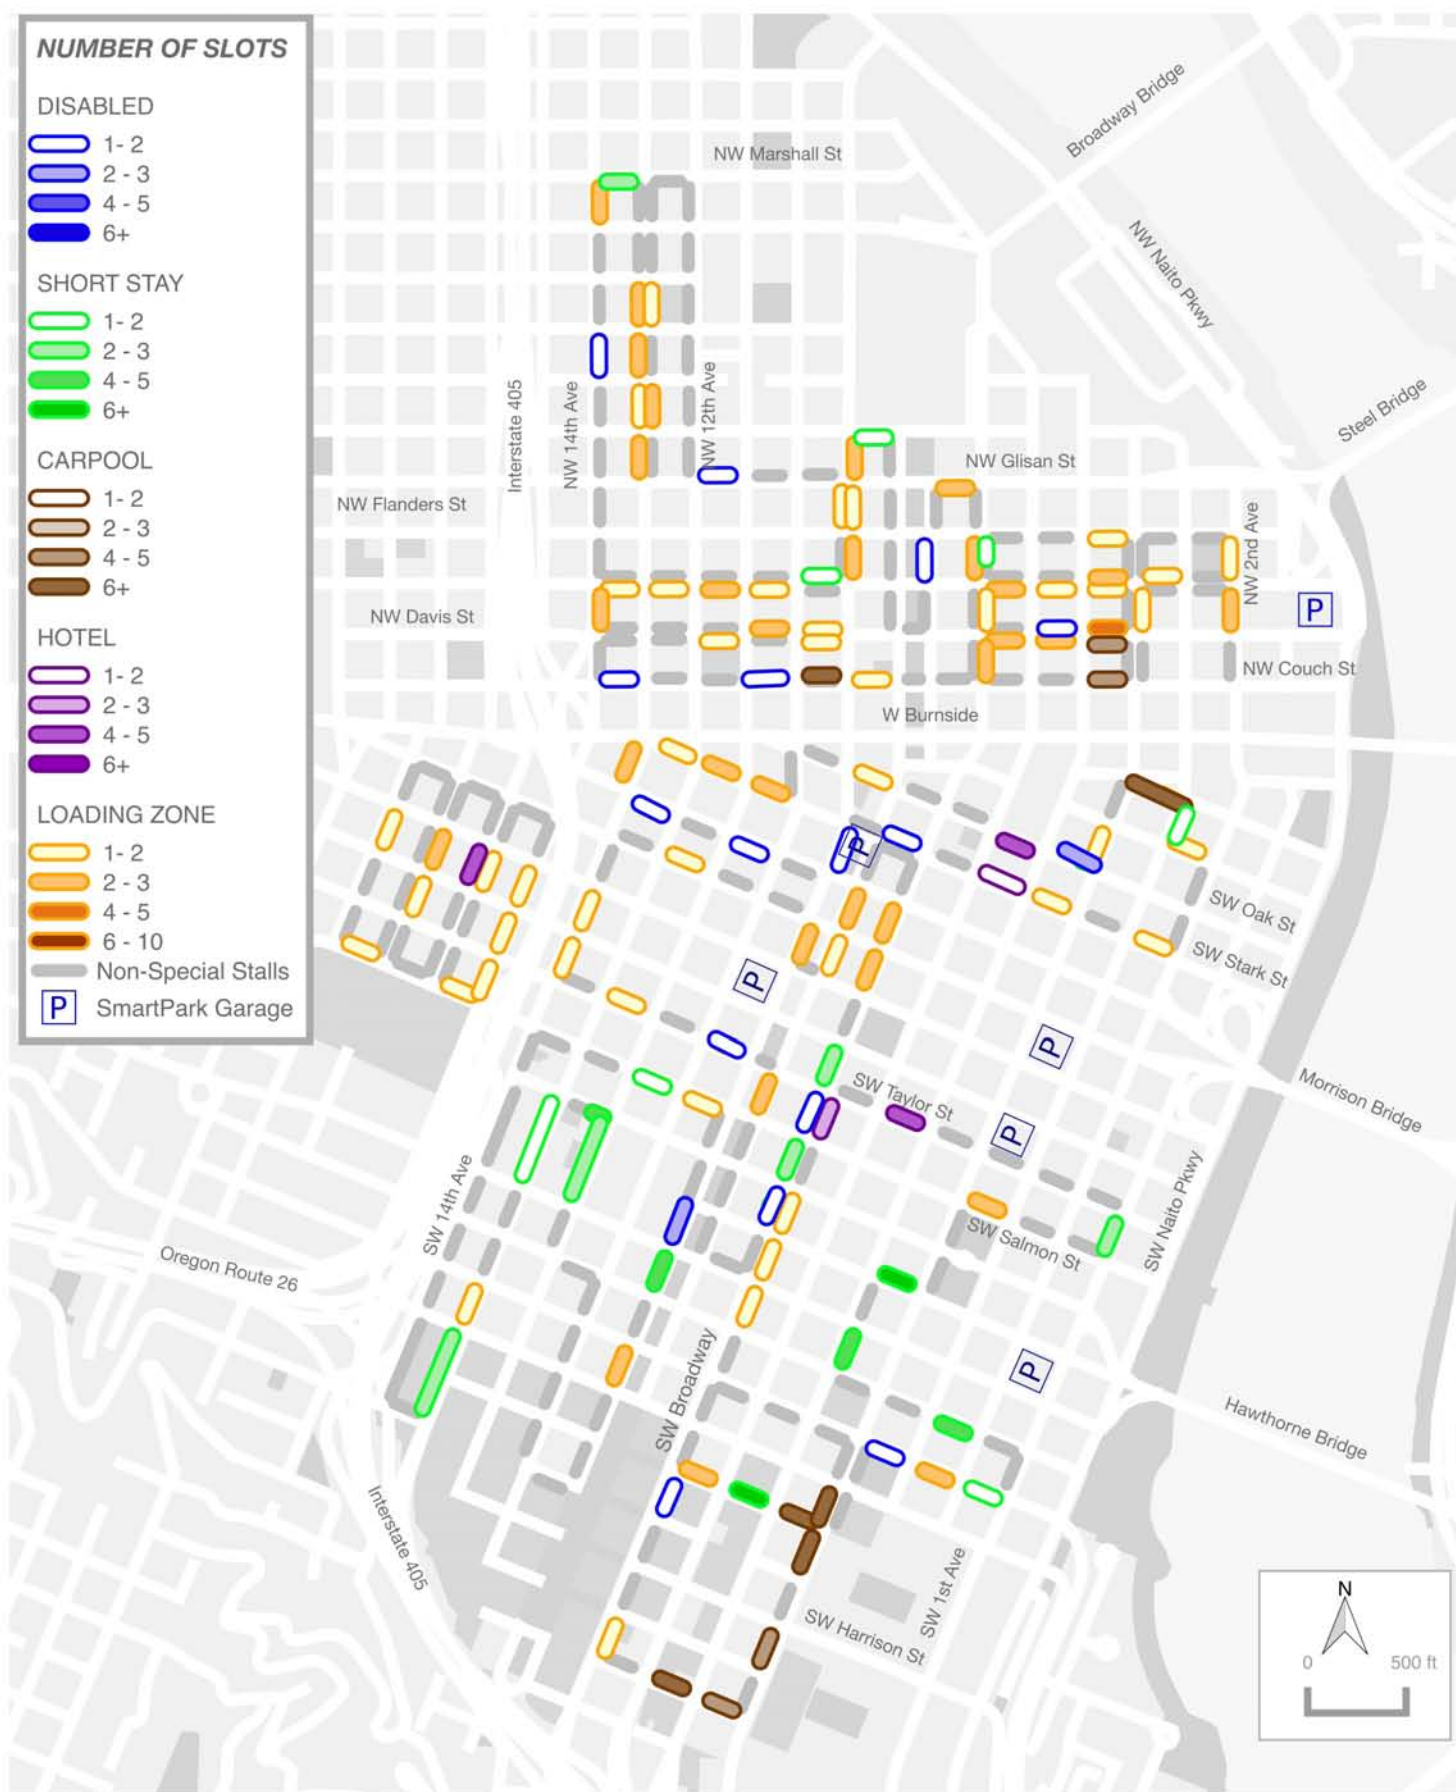 NUMBER OF SLOTS
DISABLED
1- 2
2 - 3
4 - 5
6+
SHORT STAY
1- 2
2 - 3
4 - 5
6+
CARPOOL
1- 2
2 - 3
4 - 5
6+
HOTEL
1- 2
2 - 3
4 - 5
6+
LOADING ZONE
1- 2
2 - 3
4 - 5
6 - 10
Non-Special Stalls
P SmartPark Garage
Broadway Bridge
NW Marshall St
NW Naito Pkwy
Steel Bridge
Interstate 405
NW 14th Ave
NW 12th Ave
NW Glisan St
NW Flanders St
NW 2nd Ave
NW Davis St
P
NW Couch St
W Burnside
P
SW Oak St
SW Stark St
P
P
SW Taylor St
Morrison Bridge
P
SW 14th Ave
SW Naito Pkwy
SW Salmon St
Oregon Route 26
P
SW Broadway
Hawthorne Bridge
Interstate 405
SW 1st Ave
SW Harrison St
N
0 500 ft